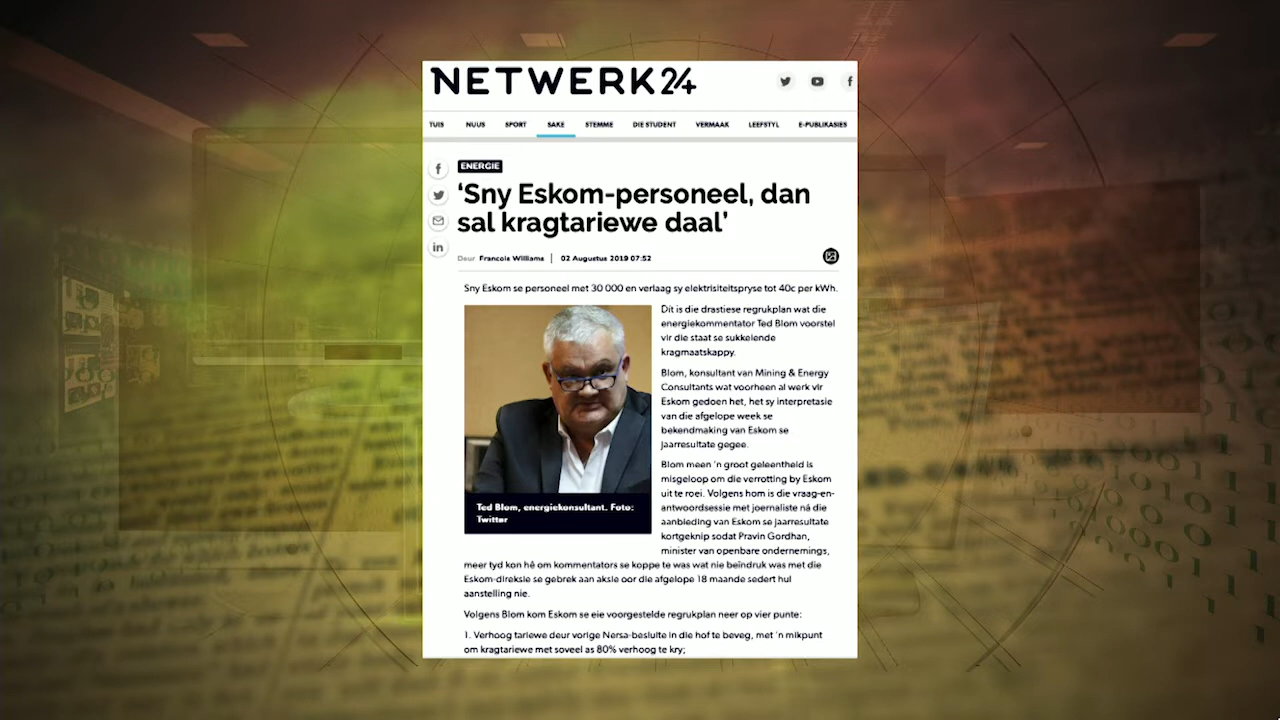 NETWERK24
TUIS NUUS SPORT SAKE STEMME DIE STUDENT VERMAAK LEEFSTYL E-PUBLIKASIES
ENERGIE
‘Sny Eskom-personeel, dan
sal kragtariewe daal’
Deur Francois Williams | 02 Augustus 2019 07:52
Sny Eskom se personeel met 30 000 en verlaag sy elektrisiteitspryse tot 40c per kWh.
Dít is die drastiese regrukplan wat die
energiekommentator Ted Blom voorstel
vir die staat se sukkelende
kragmaatskappy.
Blom, konsultant van Mining & Energy
Consultants wat voorheen al werk vir
Eskom gedoen het, het sy interpretasie
van die afgelope week se
bekendmaking van Eskom se
jaarresultate gegee.
Blom meen 'n groot geleentheid is
misgeloop om die verrotting by Eskom
uit te roei. Volgens hom is die vraag-en-
antwoordsessie met joernaliste ná die
aanbieding van Eskom se jaarresultate
kortgeknip sodat Pravin Gordhan,
minister van openbare ondernemings,
meer tyd kon hê om kommentators se koppe te was wat nie beïndruk was met die
Eskom-direksie se gebrek aan aksie oor die afgelope 18 maande sedert hul
aanstelling nie.
Ted Blom, energiekonsultant. Foto:
Twitter
Volgens Blom kom Eskom se eie voorgestelde regrukplan neer op vier punte:
1. Verhoog tariewe deur vorige Nersa-besluite in die hof te beveg, met 'n mikpunt
om kragtariewe met soveel as 80% verhoog te kry;